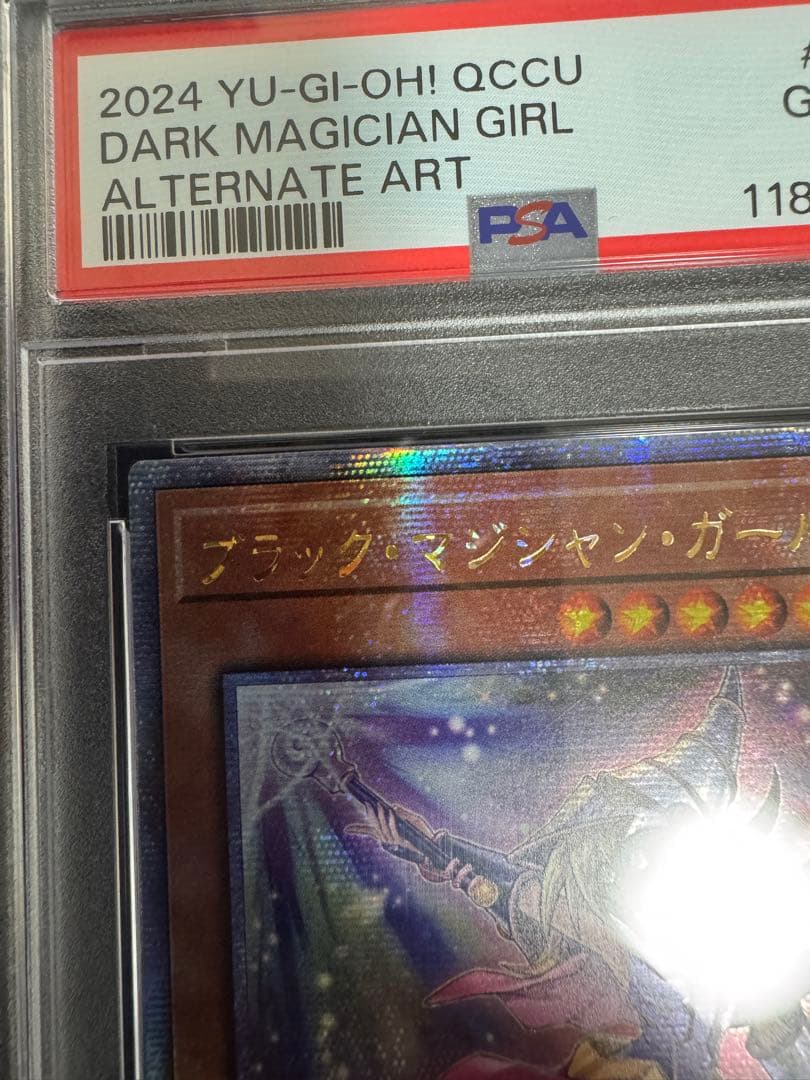 2024 YU-GI-OH! QCCU
DARK MAGICIAN GIRL
ALTERNATE ART
118
PSA
ブラック・マジシャン・ガール